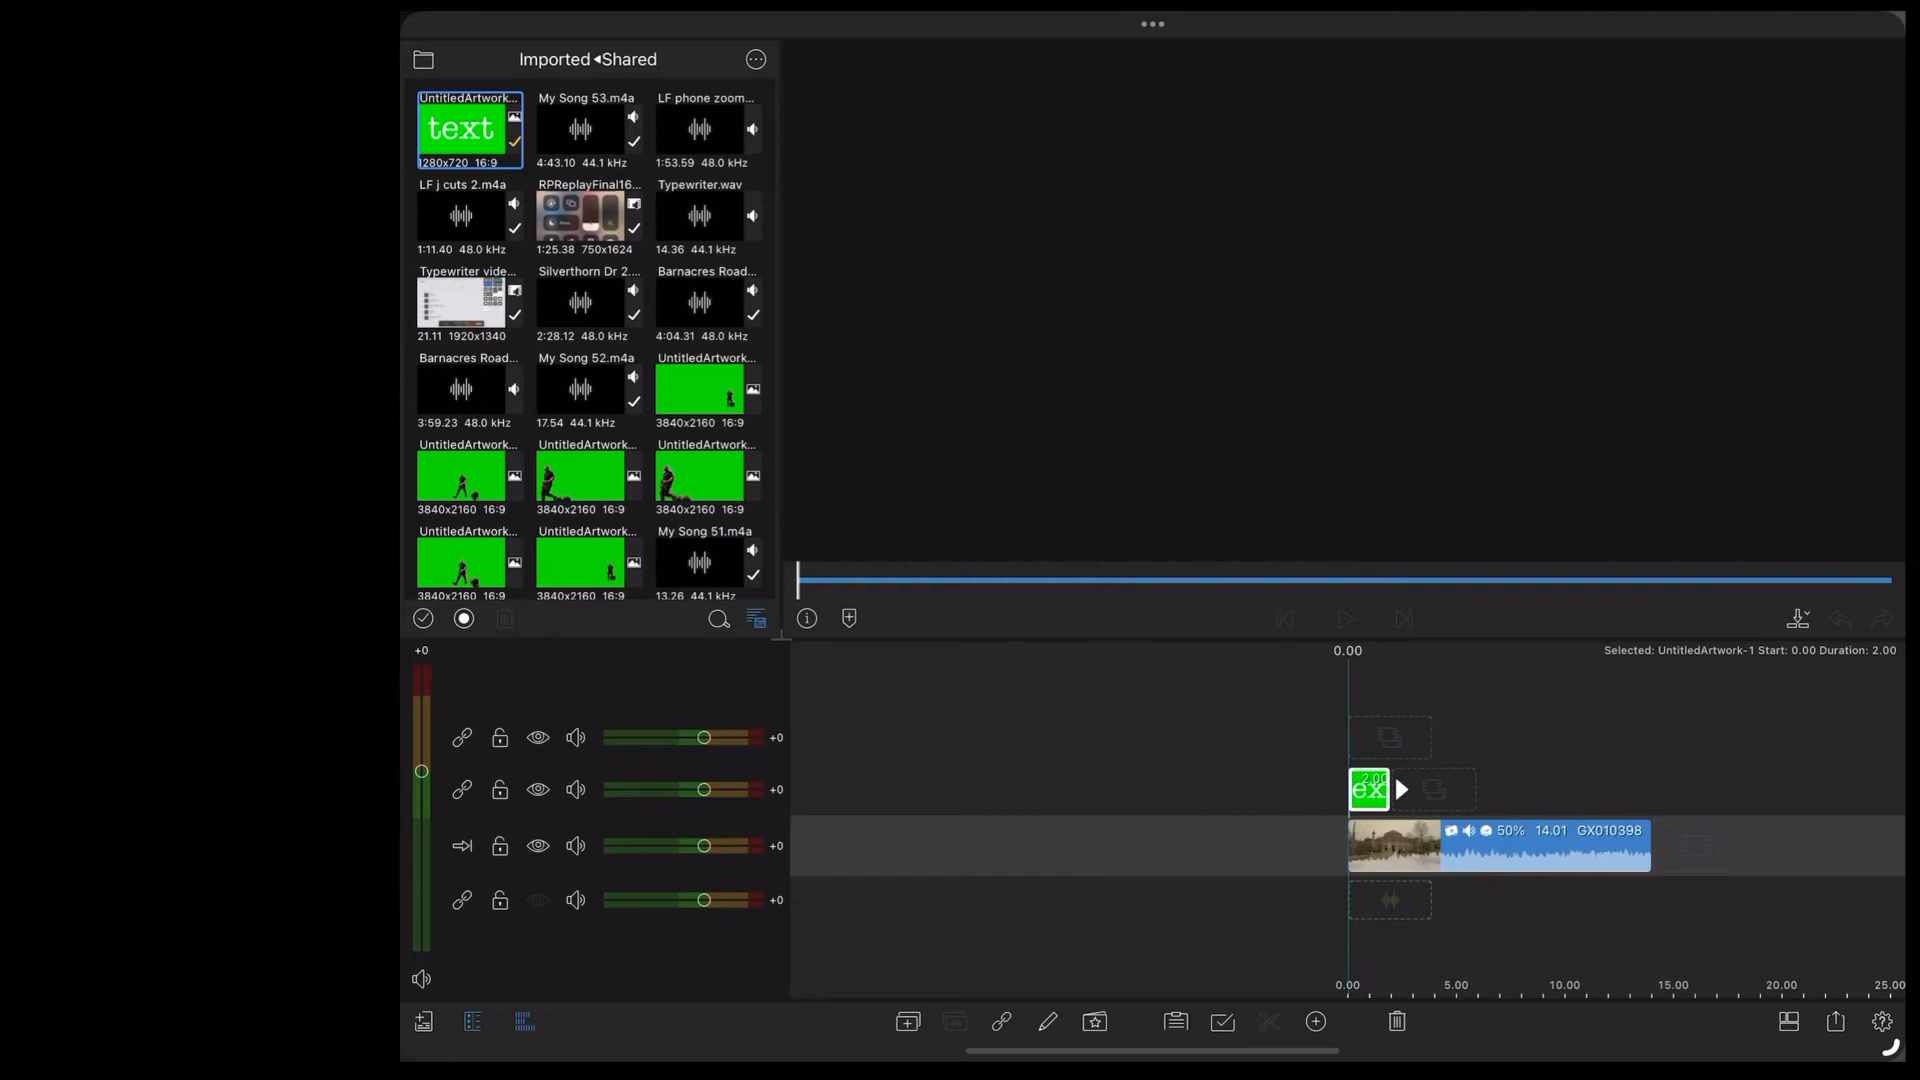 Imported ◂Shared
UntitledArtwork... My Song 53.m4a LF phone zoom...
text
1280x720 16:9 4:43.10 44.1 kHz 1:53.59 48.0 kHz
LF j cuts 2.m4a RPReplayFinal16... Typewriter.wav
1:11.40 48.0 kHz 1:25.38 750x1624 14.36 44.1 kHz
Typewriter vide... Silverthorn Dr 2.... Barnacres Road...
21.11 1920x1340 2:28.12 48.0 kHz 4:04.31 48.0 kHz
Barnacres Road... My Song 52.m4a UntitledArtwork...
3:59.23 48.0 kHz 17.54 44.1 kHz 3840x2160 16:9
UntitledArtwork... UntitledArtwork... UntitledArtwork...
3840x2160 16:9 3840x2160 16:9 3840x2160 16:9
UntitledArtwork... UntitledArtwork... My Song 51.m4a
3840x2160 16:9 3840x2160 16:9 13.26 44.1 kHz
+0 0.00 Selected: UntitledArtwork-1 Start: 0.00 Duration: 2.00
+0
2.00
ex
+0
50% 14.01 GX010398
+0
+0
0.00 5.00 10.00 15.00 20.00 25.00